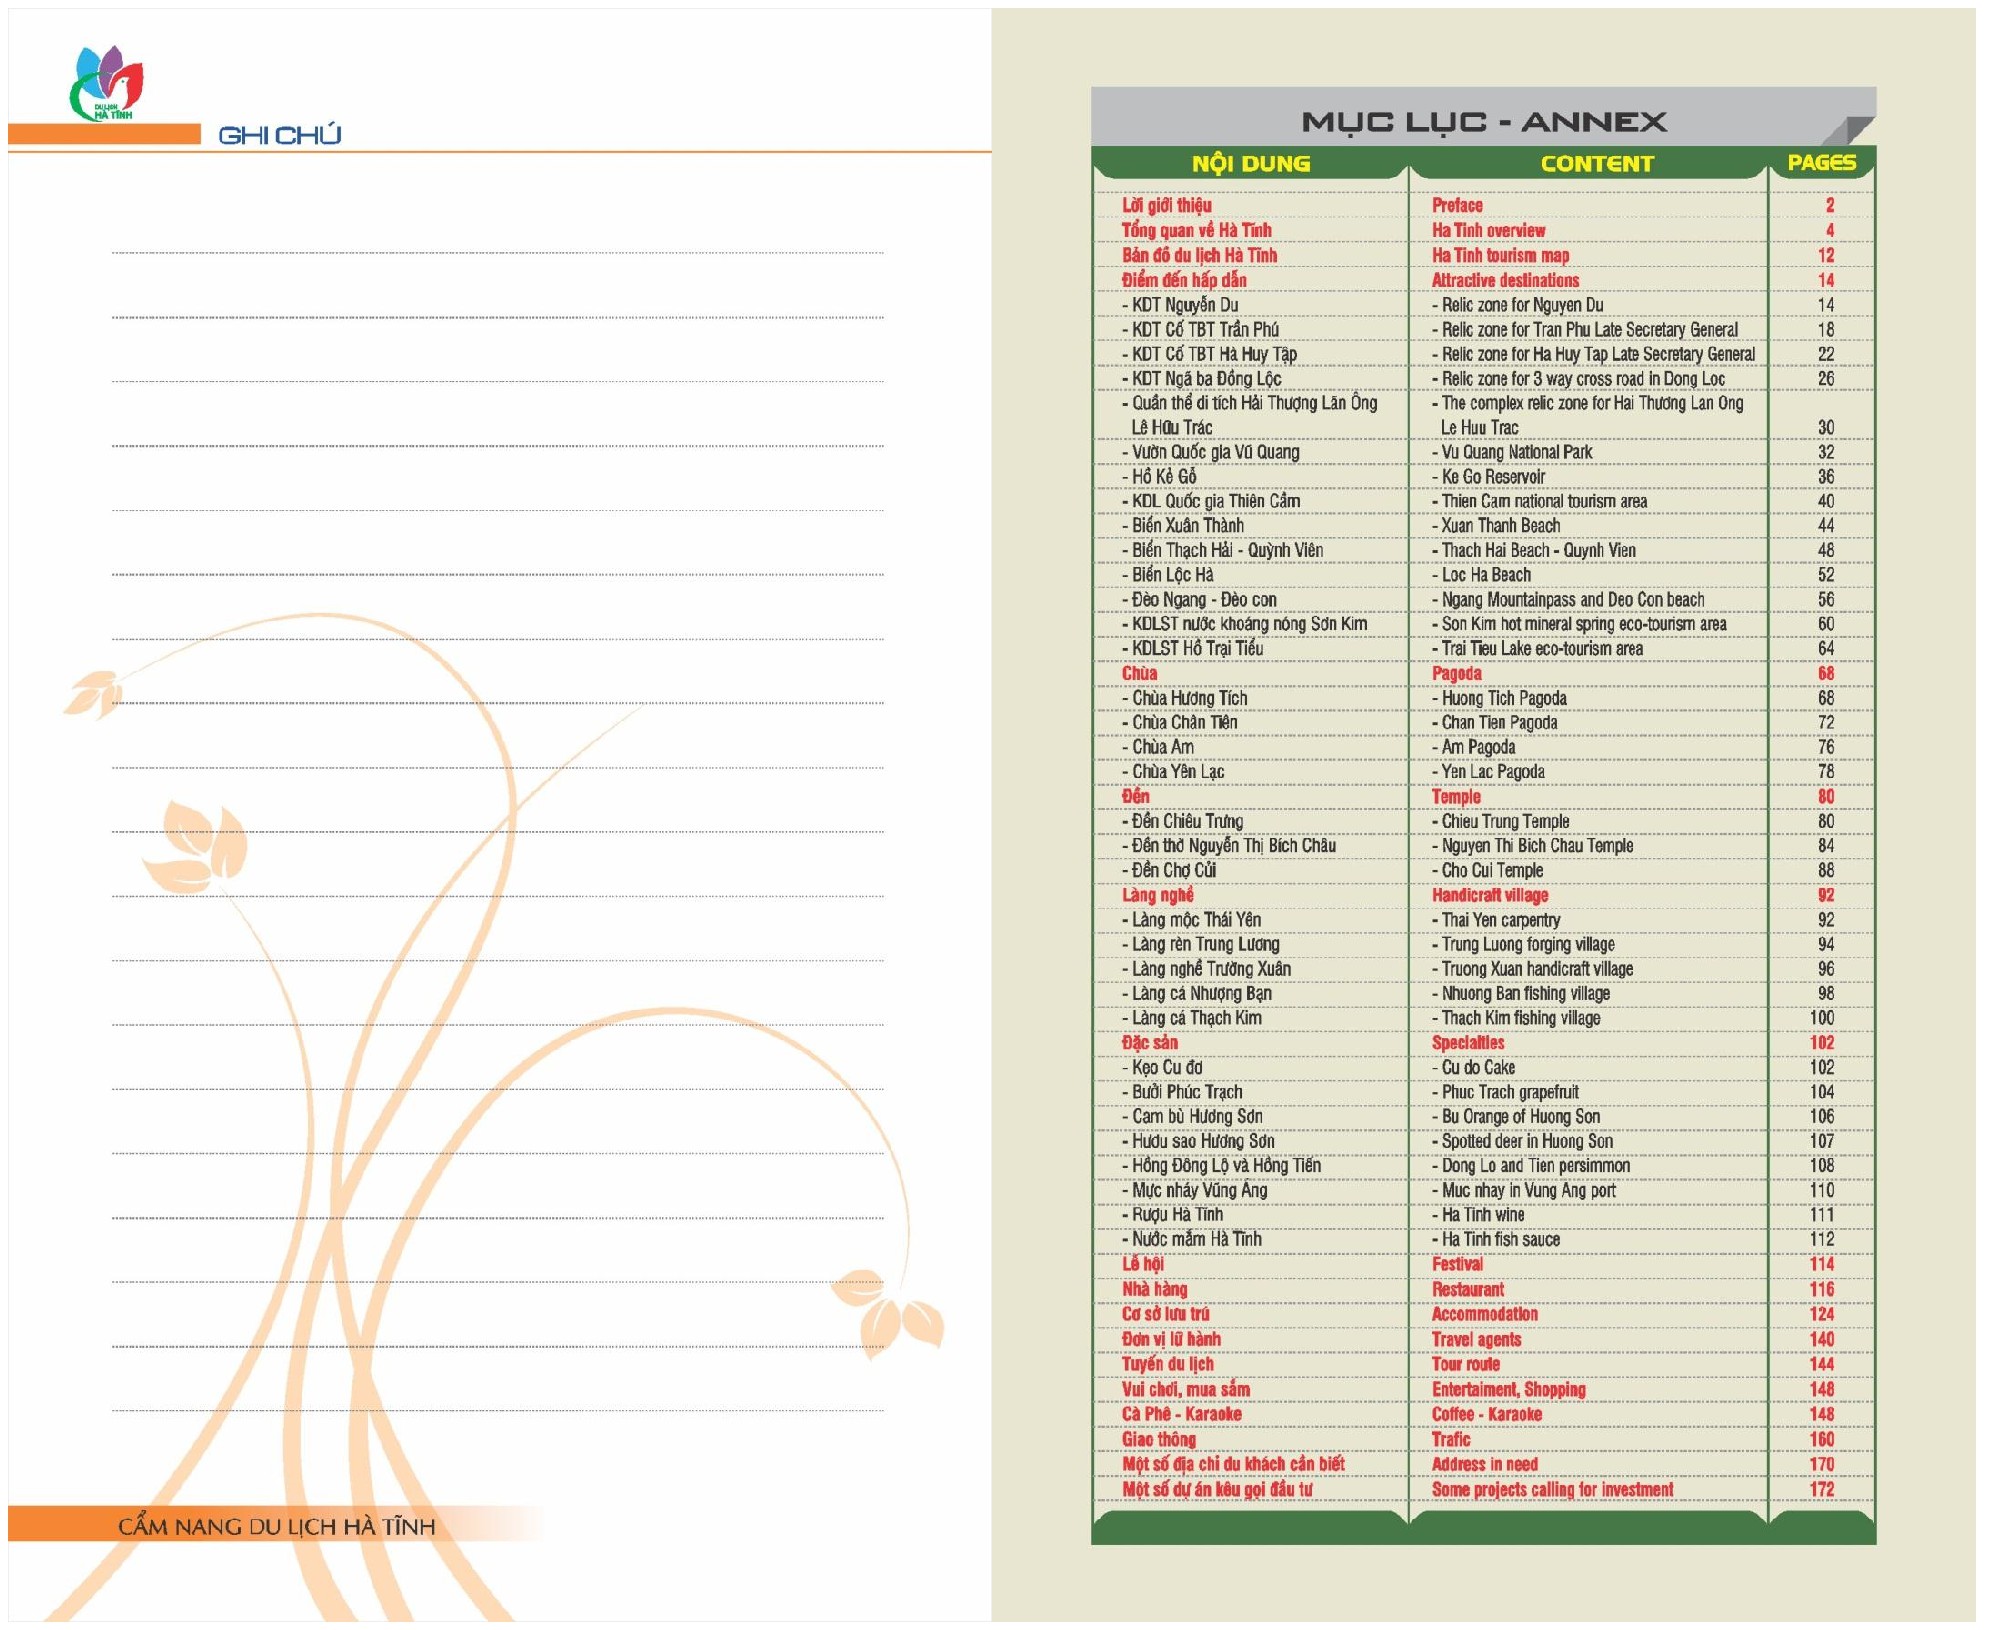 DU LỊCH
HÀ TĨNH
GHI CHÚ
CẨM NANG DU LỊCH HÀ TĨNH
MỤC LỤC - ANNEX
NỘI DUNG CONTENT PAGES
Lời giới thiệu Preface 2
Tổng quan về Hà Tĩnh Ha Tinh overview 4
Bản đồ du lịch Hà Tĩnh Ha Tinh tourism map 12
Điểm đến hấp dẫn Attractive destinations 14
- KDT Nguyễn Du - Relic zone for Nguyen Du 14
- KDT Cố TBT Trần Phú - Relic zone for Tran Phu Late Secretary General 18
- KDT Cố TBT Hà Huy Tập - Relic zone for Ha Huy Tap Late Secretary General 22
- KDT Ngã ba Đồng Lộc - Relic zone for 3 way cross road in Dong Loc 26
- Quần thể di tích Hải Thượng Lãn Ông - The complex relic zone for Hai Thương Lan Ong
Lê Hữu Trác Le Huu Trac 30
- Vườn Quốc gia Vũ Quang - Vu Quang National Park 32
- Hồ Kẻ Gỗ - Ke Go Reservoir 36
- KDL Quốc gia Thiên Cầm - Thien Cam national tourism area 40
- Biển Xuân Thành - Xuan Thanh Beach 44
- Biển Thạch Hải - Quỳnh Viên - Thach Hai Beach - Quynh Vien 48
- Biển Lộc Hà - Loc Ha Beach 52
- Đèo Ngang - Đèo con - Ngang Mountainpass and Deo Con beach 56
- KDLST nước khoáng nóng Sơn Kim - Son Kim hot mineral spring eco-tourism area 60
- KDLST Hồ Trại Tiểu - Trai Tieu Lake eco-tourism area 64
Chùa Pagoda 68
- Chùa Hương Tích - Huong Tich Pagoda 68
- Chùa Chân Tiên - Chan Tien Pagoda 72
- Chùa Am - Am Pagoda 76
- Chùa Yên Lạc - Yen Lac Pagoda 78
Đền Temple 80
- Đền Chiêu Trưng - Chieu Trung Temple 80
- Đền thờ Nguyễn Thị Bích Châu - Nguyen Thi Bich Chau Temple 84
- Đền Chợ Củi - Cho Cui Temple 88
Làng nghề Handicraft village 92
- Làng mộc Thái Yên - Thai Yen carpentry 92
- Làng rèn Trung Lương - Trung Luong forging village 94
- Làng nghề Trường Xuân - Truong Xuan handicraft village 96
- Làng cá Nhượng Bạn - Nhuong Ban fishing village 98
- Làng cá Thạch Kim - Thach Kim fishing village 100
Đặc sản Specialties 102
- Kẹo Cu đơ - Cu do Cake 102
- Bưởi Phúc Trạch - Phuc Trach grapefruit 104
- Cam bù Hương Sơn - Bu Orange of Huong Son 106
- Hươu sao Hương Sơn - Spotted deer in Huong Son 107
- Hồng Đông Lộ và Hồng Tiến - Dong Lo and Tien persimmon 108
- Mực nháy Vũng Áng - Muc nhay in Vung Ang port 110
- Rượu Hà Tĩnh - Ha Tinh wine 111
- Nước mắm Hà Tĩnh - Ha Tinh fish sauce 112
Lễ hội Festival 114
Nhà hàng Restaurant 116
Cơ sở lưu trú Accommodation 124
Đơn vị lữ hành Travel agents 140
Tuyến du lịch Tour route 144
Vui chơi, mua sắm Entertaiment, Shopping 148
Cà Phê - Karaoke Coffee - Karaoke 148
Giao thông Trafic 160
Một số địa chỉ du khách cần biết Address in need 170
Một số dự án kêu gọi đầu tư Some projects calling for investment 172